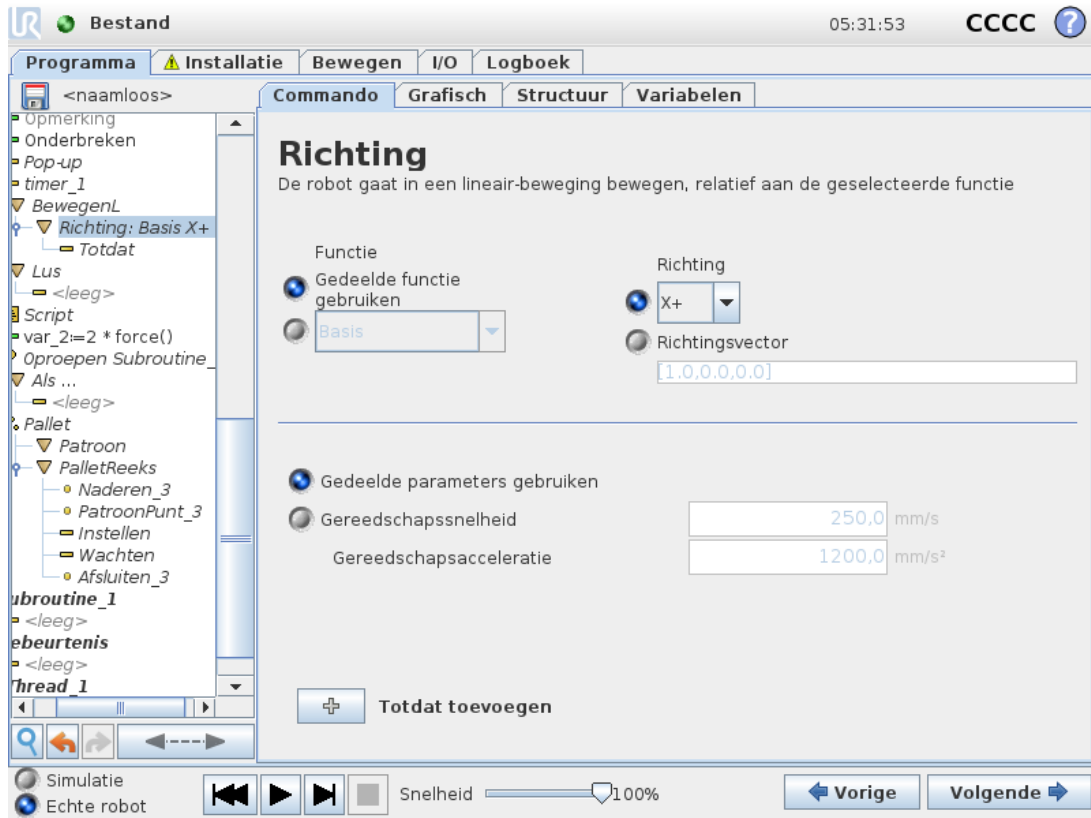 UR
Bestand
05:31:53
CCCC
?
Programma
Installatie
Bewegen
I/O
Logboek
<naamloos>
Commando
Grafisch
Structuur
Variabelen
Opmerking
Onderbreken
Pop-up
timer_1
BewegenL
Richting: Basis X+
Totdat
Lus
<leeg>
Script
var_2:=2 * force()
Oproepen Subroutine_
Als ...
<leeg>
Pallet
Patroon
PalletReeks
Naderen_3
PatroonPunt_3
Instellen
Wachten
Afsluiten_3
ubroutine_1
<leeg>
ebeurtenis
<leeg>
Thread_1
Richting
De robot gaat in een lineair-beweging bewegen, relatief aan de geselecteerde functie
Functie
Gedeelde functie
gebruiken
Basis
Richting
X+
Richtingsvector
[1.0,0.0,0.0]
Gedeelde parameters gebruiken
Gereedschapssnelheid
250,0 mm/s
Gereedschapsacceleratie
1200,0 mm/s²
Totdat toevoegen
Simulatie
Echte robot
Snelheid
100%
Vorige
Volgende